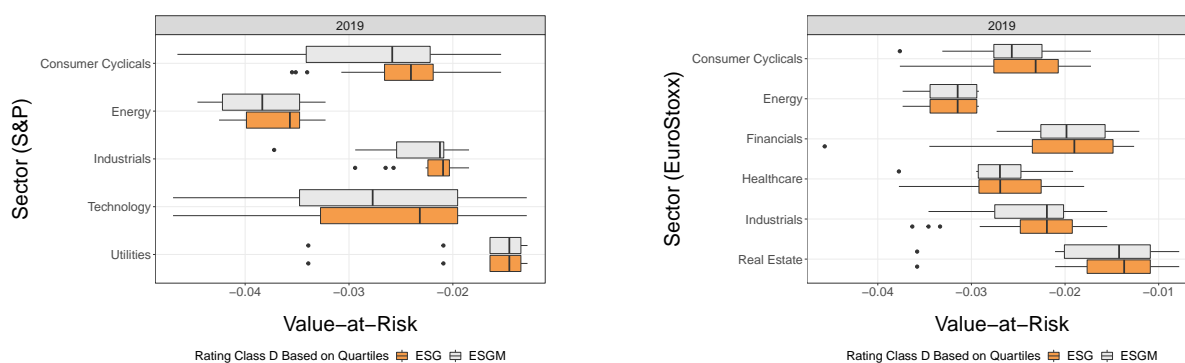 2019
Sector (S&P)
Consumer Cyclicals
Energy
Industrials
Technology
Utilities
−0.04 −0.03 −0.02
Value−at−Risk
Rating Class D Based on Quartiles ESG ESGM
2019
Sector (EuroStoxx)
Consumer Cyclicals
Energy
Financials
Healthcare
Industrials
Real Estate
−0.04 −0.03 −0.02 −0.01
Value−at−Risk
Rating Class D Based on Quartiles ESG ESGM